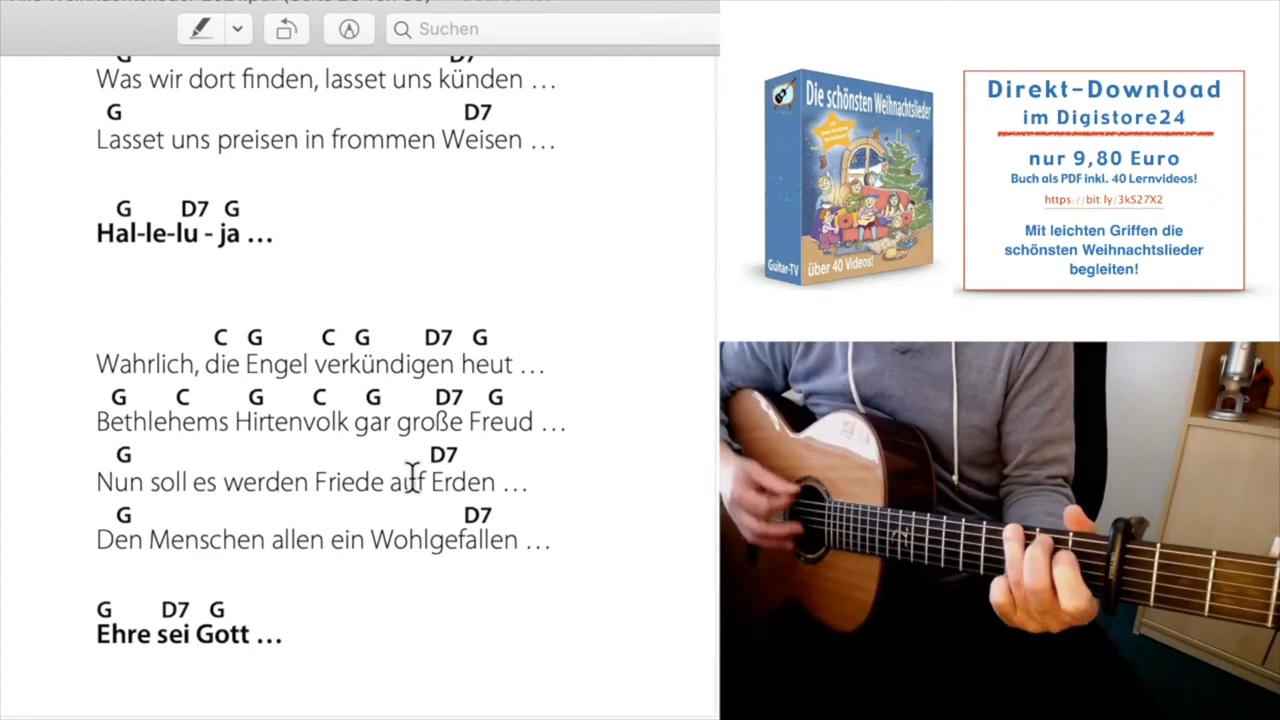 Suchen
G D7
Was wir dort finden, lasset uns künden …
G D7
Lasset uns preisen in frommen Weisen …
G D7 G
Hal-le-lu - ja …
C G C G D7 G
Wahrlich, die Engel verkündigen heut …
G C G C G D7 G
Bethlehems Hirtenvolk gar große Freud …
G D7
Nun soll es werden Friede auf Erden …
G D7
Den Menschen allen ein Wohlgefallen …
G D7 G
Ehre sei Gott …
Die schönsten Weihnachtslieder
Guitar-TV
über 40 Videos!
Direkt-Download
im Digistore24
nur 9,80 Euro
Buch als PDF inkl. 40 Lernvideos!
https://bit.ly/3kS27X2
Mit leichten Griffen die
schönsten Weihnachtslieder
begleiten!